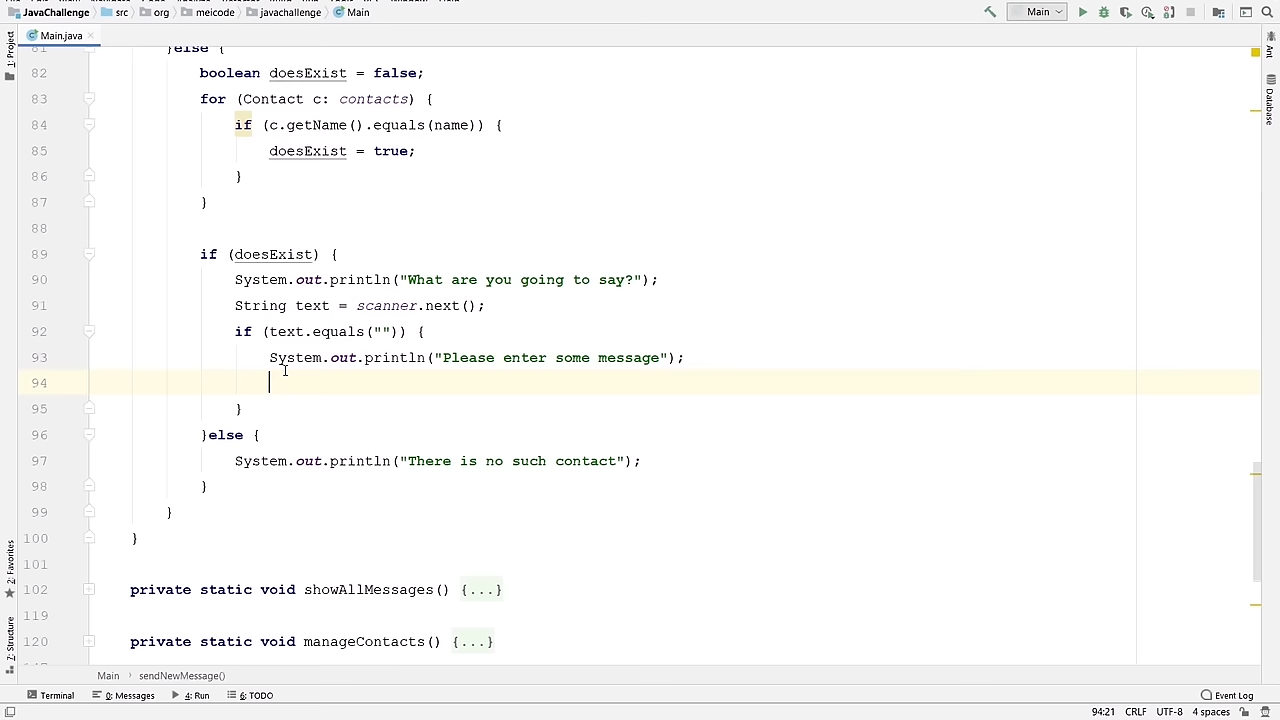 JavaChallenge src org meicode javachallenge Main Main
Main.java
81 }else {
82 boolean doesExist = false;
83 for (Contact c: contacts) {
84 if (c.getName().equals(name)) {
85 doesExist = true;
86 }
87 }
88
89 if (doesExist) {
90 System.out.println("What are you going to say?");
91 String text = scanner.next();
92 if (text.equals("")) {
93 System.out.println("Please enter some message");
94
95 }
96 }else {
97 System.out.println("There is no such contact");
98 }
99 }
100 }
101
102 private static void showAllMessages() {...}
119
120 private static void manageContacts() {...}
Main sendNewMessage()
Terminal 0: Messages 4: Run 6: TODO Event Log
94:21 CRLF UTF-8 4 spaces
1: Project
2: Favorites
7: Structure
Ant
Database